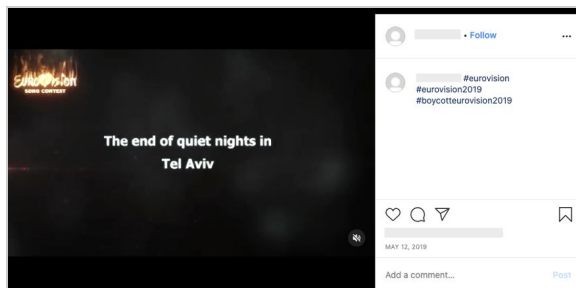 EUROVISION
SONG CONTEST
The end of quiet nights in
Tel Aviv
• Follow
...
#eurovision
#eurovision2019
#boycotteurovision2019
MAY 12, 2019
Add a comment...
Post